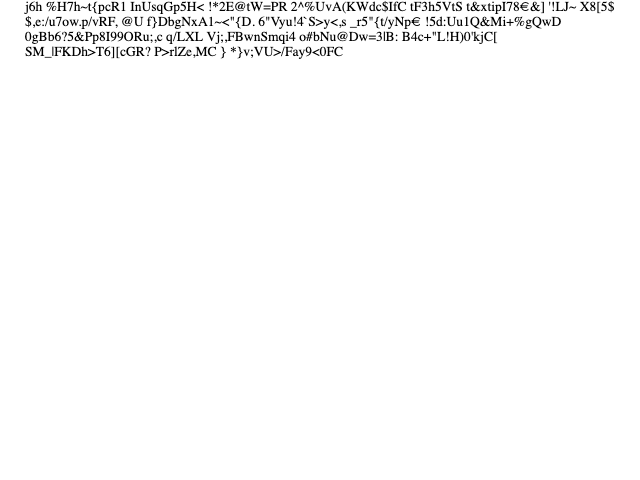 j6h %H7h~t{pcR1 InUsqGp5H< !*2E@tW=PR 2^%UvA(KWdc$IfC tF3h5VtS t&xtipI78€&] '!LJ~ X8[5$
$,e:/u7ow.p/vRF, @U f}DbgNxA1~<"{D. 6"Vyu!4`S>y<,s _r5"{t/yNp€ !5d:Uu1Q&Mi+%gQwD
0gBb6?5&Pp8I99ORu;,c q/LXL Vj;,FBwnSmqi4 o#bNu@Dw=3lB: B4c+"L!H)0'kjC[
SM_|FKDh>T6][cGR? P>rlZe,MC } *}v;VU>/Fay9<0FC